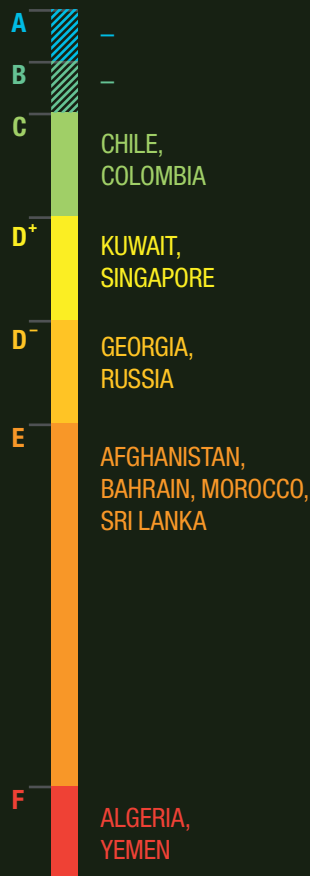 A
–
B
–
C
CHILE,
COLOMBIA
D+
KUWAIT,
SINGAPORE
D–
GEORGIA,
RUSSIA
E
AFGHANISTAN,
BAHRAIN, MOROCCO,
SRI LANKA
F
ALGERIA,
YEMEN